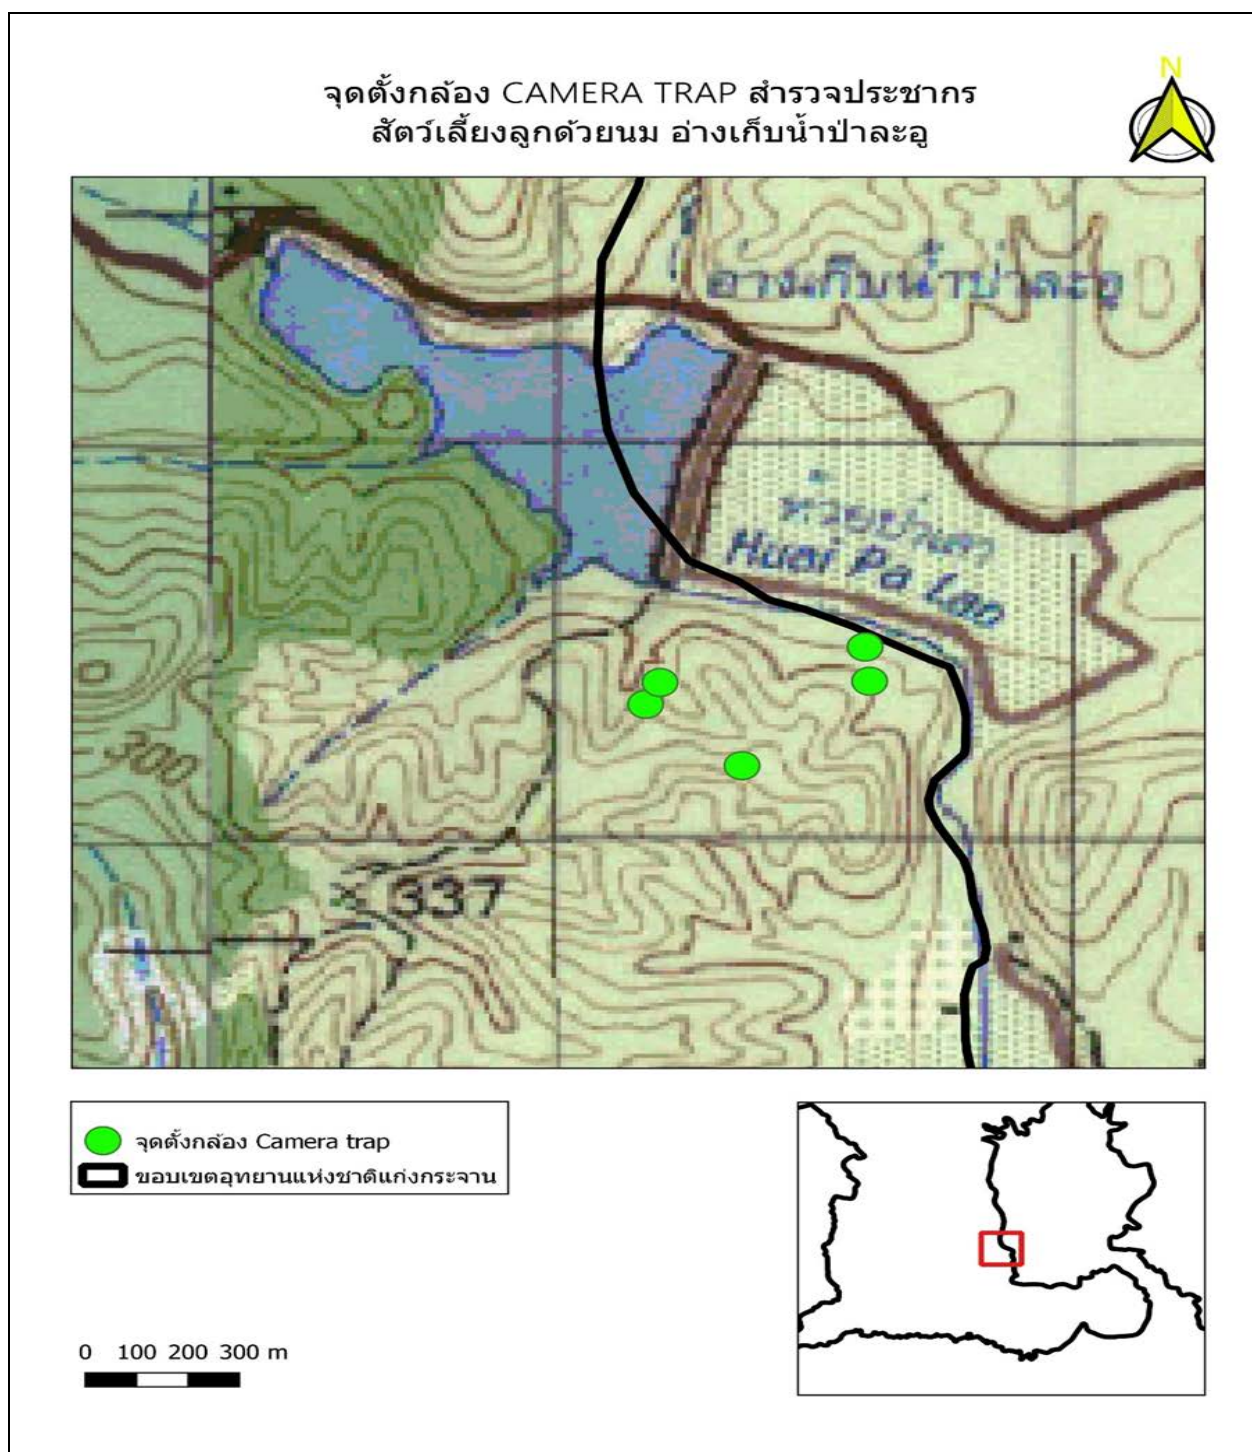 N
จุดตั้งกล้อง CAMERA TRAP สำรวจประชากร
สัตว์เลี้ยงลูกด้วยนม อ่างเก็บน้ำป่าละอู
อ่างเก็บน้ำป่าละอู
Huai Pa Lao
300
337
จุดตั้งกล้อง Camera trap
ขอบเขตอุทยานแห่งชาติแก่งกระจาน
0 100 200 300 m